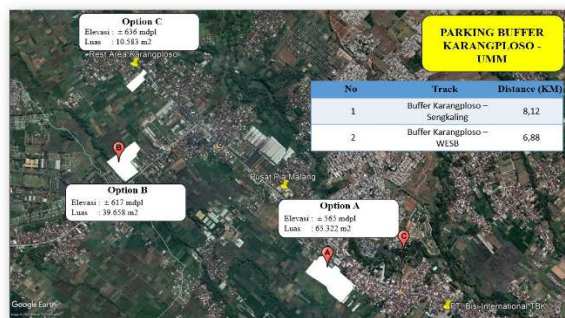 Option C
Elevasi : ± 636 mdpl
Luas : 10.583 m2
Rest Area Karangploso
PARKING BUFFER
KARANGPLOSO -
UMM
No Track Distance (KM)
1 Buffer Karangploso – Sengkaling 8,12
2 Buffer Karangploso – WESB 6,88
B
Option B
Elevasi : ± 617 mdpl
Luas : 39.658 m2
Pusat Pia Malang
Option A
Elevasi : ± 565 mdpl
Luas : 65.322 m2
C
A
PT. Bisi International TBK
Google Earth